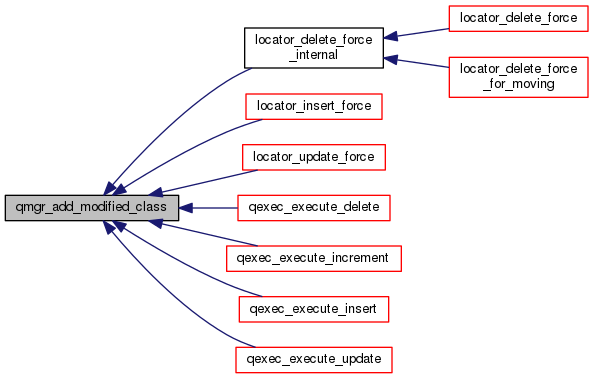 locator_delete_force
_internal
locator_delete_force
locator_delete_force
_for_moving
locator_insert_force
locator_update_force
qmgr_add_modified_class
qexec_execute_delete
qexec_execute_increment
qexec_execute_insert
qexec_execute_update